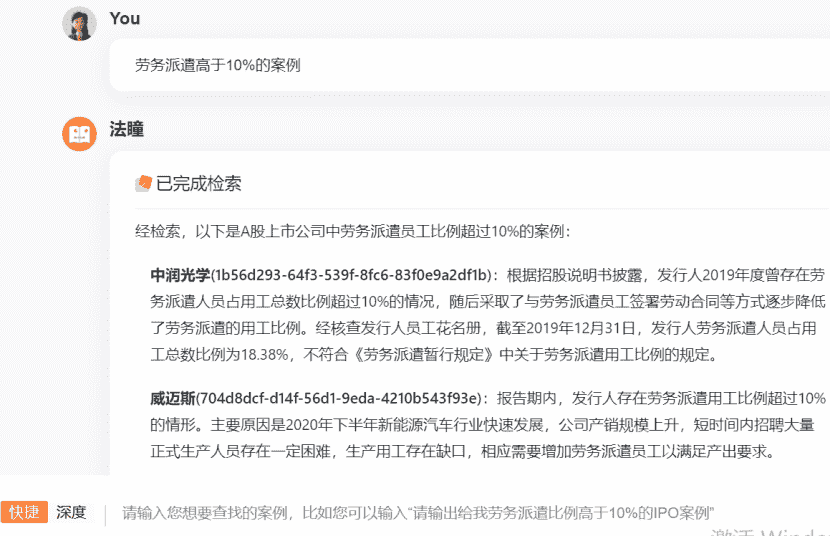 You
劳务派遣高于10%的案例
法瞳
已完成检索
经检索，以下是A股上市公司中劳务派遣员工比例超过10%的案例：
中润光学(1b56d293-64f3-539f-8fc6-83f0e9a2df1b)：根据招股说明书披露，发行人2019年度曾存在劳
务派遣人员占用工总数比例超过10%的情况，随后采取了与劳务派遣员工签署劳动合同等方式逐步降低
了劳务派遣的用工比例。经核查发行人员工花名册，截至2019年12月31日，发行人劳务派遣人员占用
工总数比例为18.38%，不符合《劳务派遣暂行规定》中关于劳务派遣用工比例的规定。
威迈斯(704d8dcf-d14f-56d1-9eda-4210b543f93e)：报告期内，发行人存在劳务派遣用工比例超过10%
的情形。主要原因是2020年下半年新能源汽车行业快速发展，公司产销规模上升，短时间内招聘大量
正式生产人员存在一定困难，生产用工存在缺口，相应需要增加劳务派遣员工以满足产出要求。
快捷 深度 请输入您想要查找的案例，比如您可以输入“请输出给我劳务派遣比例高于10%的IPO案例”